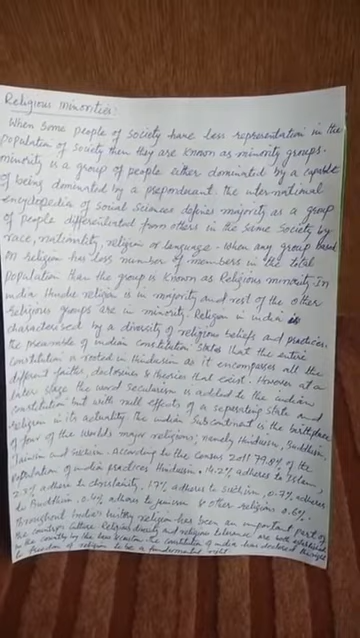 Religious minorities:
When some people of society have less representation in the
population of society then they are known as minority groups.
minority is a group of people either dominated by a capable
of being dominated by a prepondnant. the international
encyclopedia of social Sciences defines majority as a group
of people differentiated from others in the same society by
race, nationality, religion or language. When any group based
on religion has less number of members in the total
population than the group is known as Religious minority. In
india Hindu religion is in majority and rest of the other
Religious groups are in minority. Religion in india is
characterised by a diversity of religious beliefs and practices.
the preamable of indian constitution states that the entire
Constitution is rooted in Hinduism as it encompasses all the
different faiths, doctrines & theories that exist. However at a
later stage the word secularism is added to the indian
constitution but with null effects of a seperating state and
religion in its actuality. The indian Subcontinent is the birthplace
of four of the world's major religions; namely Hinduism, Buddhism,
Jainism and sikhism. According to the census 2011 79.8% of the
population of india practices Hinduism, 14.2% adheres to Islam,
2.3% adhere to christianity, 1.7% adheres to sikhism, 0.7% adheres
to Buddhism, 0.4% adheres to jainism & other religions 0.6%.
throughout India's history religion has been an important part of
the country's culture. Religious diversity and religious tolerance are both established
in the country by the law & custom. the constitution of india has declared the right
to freedom of religion to be a fundamental right.